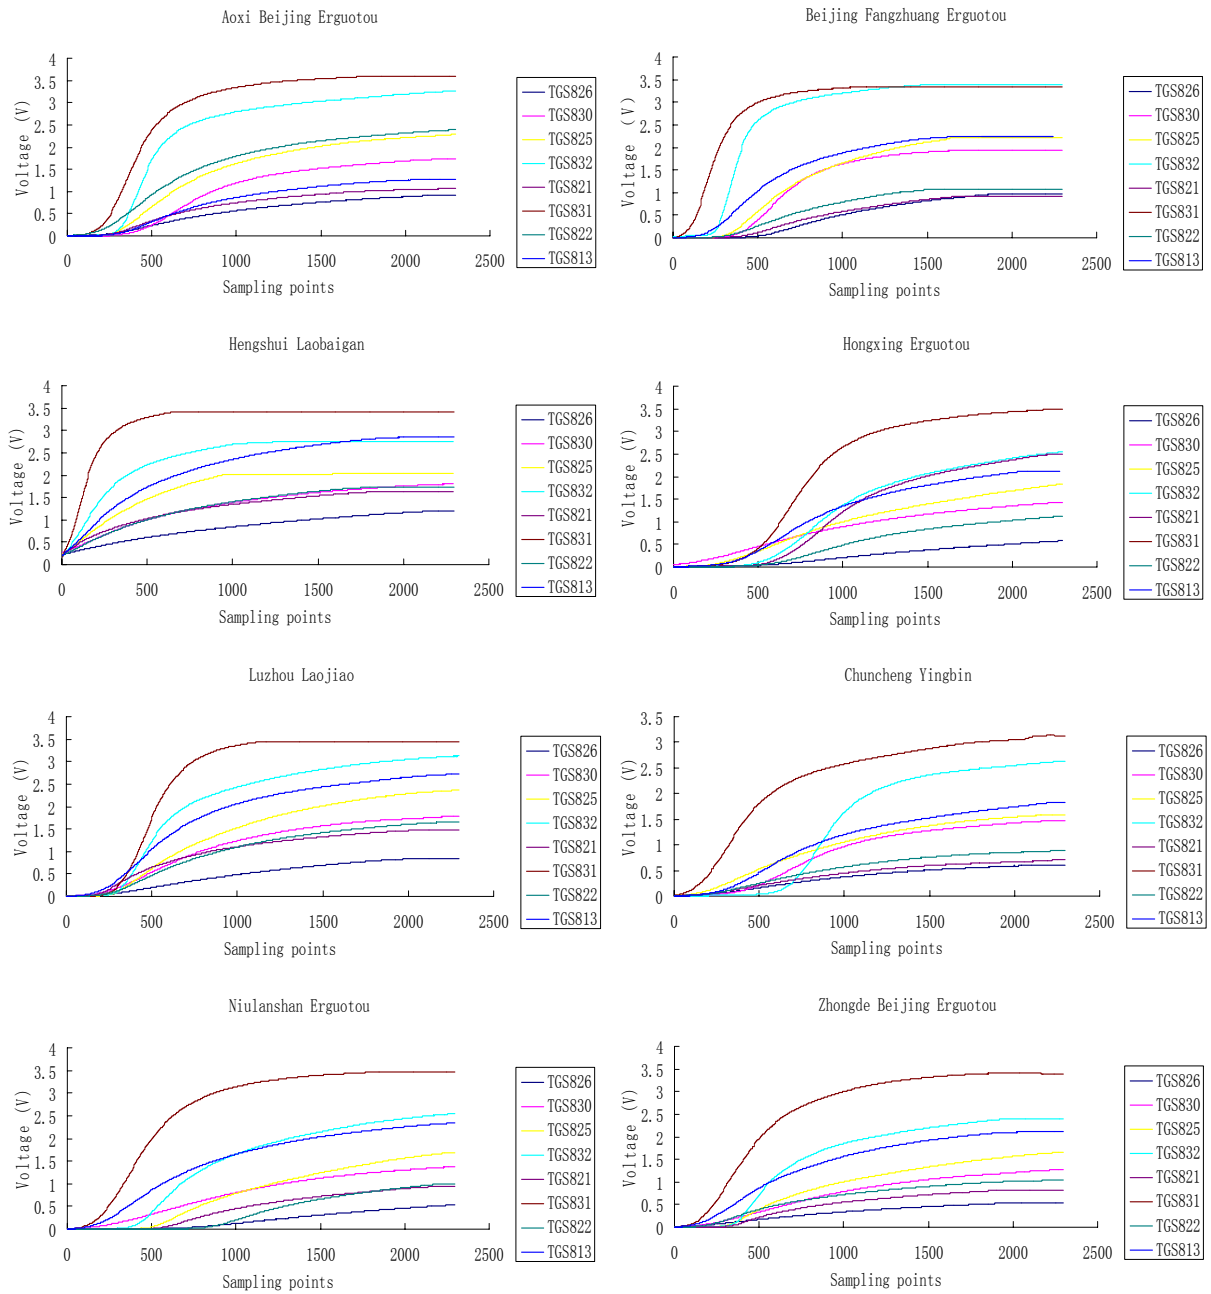 Aoxi Beijing Erguotou
Voltage (V)
4
3.5
3
2.5
2
1.5
1
0.5
0
0 500 1000 1500 2000 2500
Sampling points
TGS826
TGS830
TGS825
TGS832
TGS821
TGS831
TGS822
TGS813
Beijing Fangzhuang Erguotou
Voltage (V)
4
3.5
3
2.5
2
1.5
1
0.5
0
0 500 1000 1500 2000 2500
Sampling points
TGS826
TGS830
TGS825
TGS832
TGS821
TGS831
TGS822
TGS813
Hengshui Laobaigan
Voltage (V)
4
3.5
3
2.5
2
1.5
1
0.5
0
0 500 1000 1500 2000 2500
Sampling points
TGS826
TGS830
TGS825
TGS832
TGS821
TGS831
TGS822
TGS813
Hongxing Erguotou
Voltage (V)
4
3.5
3
2.5
2
1.5
1
0.5
0
0 500 1000 1500 2000 2500
Sampling points
TGS826
TGS830
TGS825
TGS832
TGS821
TGS831
TGS822
TGS813
Luzhou Laojiao
Voltage (V)
4
3.5
3
2.5
2
1.5
1
0.5
0
0 500 1000 1500 2000 2500
Sampling points
TGS826
TGS830
TGS825
TGS832
TGS821
TGS831
TGS822
TGS813
Chuncheng Yingbin
Voltage (V)
3.5
3
2.5
2
1.5
1
0.5
0
0 500 1000 1500 2000 2500
Sampling points
TGS826
TGS830
TGS825
TGS832
TGS821
TGS831
TGS822
TGS813
Niulanshan Erguotou
Voltage (V)
4
3.5
3
2.5
2
1.5
1
0.5
0
0 500 1000 1500 2000 2500
Sampling points
TGS826
TGS830
TGS825
TGS832
TGS821
TGS831
TGS822
TGS813
Zhongde Beijing Erguotou
Voltage (V)
4
3.5
3
2.5
2
1.5
1
0.5
0
0 500 1000 1500 2000 2500
Sampling points
TGS826
TGS830
TGS825
TGS832
TGS821
TGS831
TGS822
TGS813